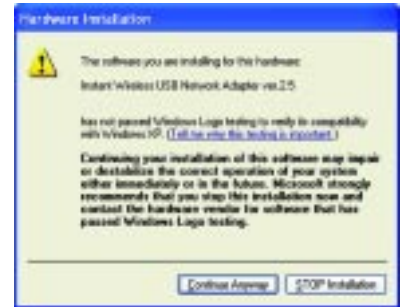 Hardware Installation
The software you are installing for this hardware:
Instant Wireless USB Network Adapter ver.2.5
has not passed Windows Logo testing to verify its compatibility
with Windows XP. (Tell me why this testing is important.)
Continuing your installation of this software may impair
or destabilize the correct operation of your system
either immediately or in the future. Microsoft strongly
recommends that you stop this installation now and
contact the hardware vendor for software that has
passed Windows Logo testing.
Continue Anyway STOP Installation